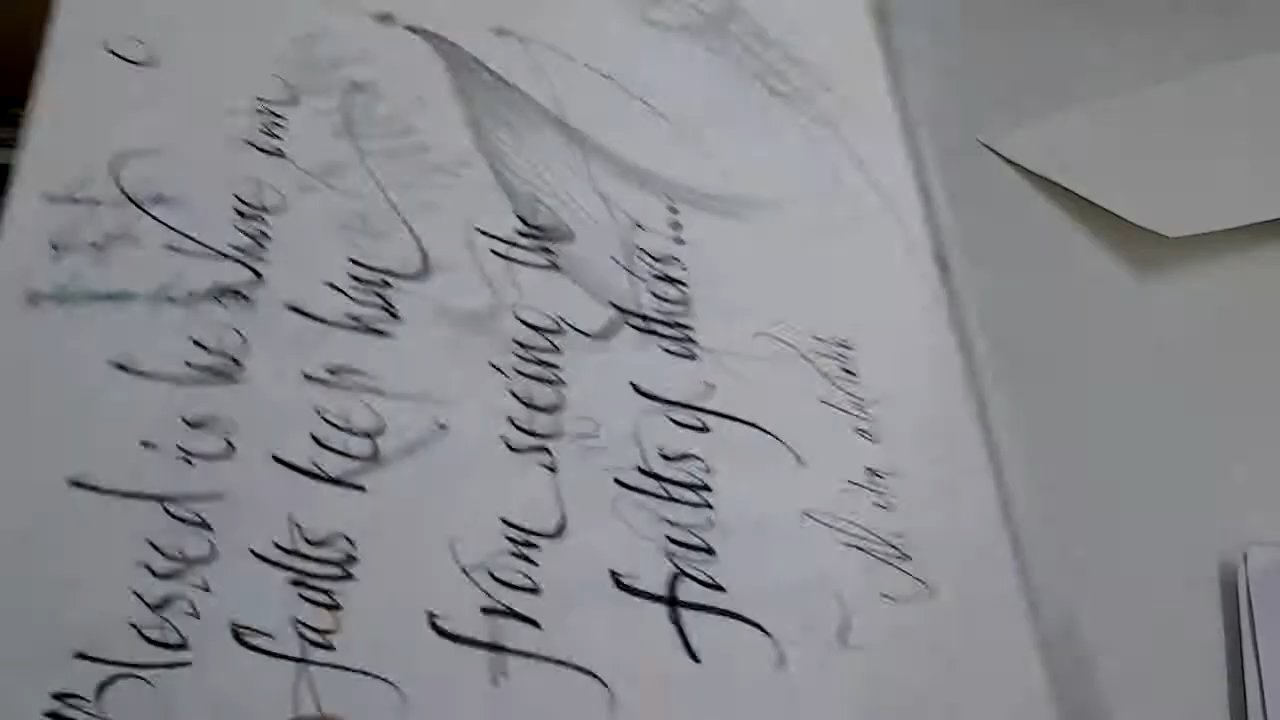 Blessed is he whose own
faults keep him
from seeing the
faults of others...